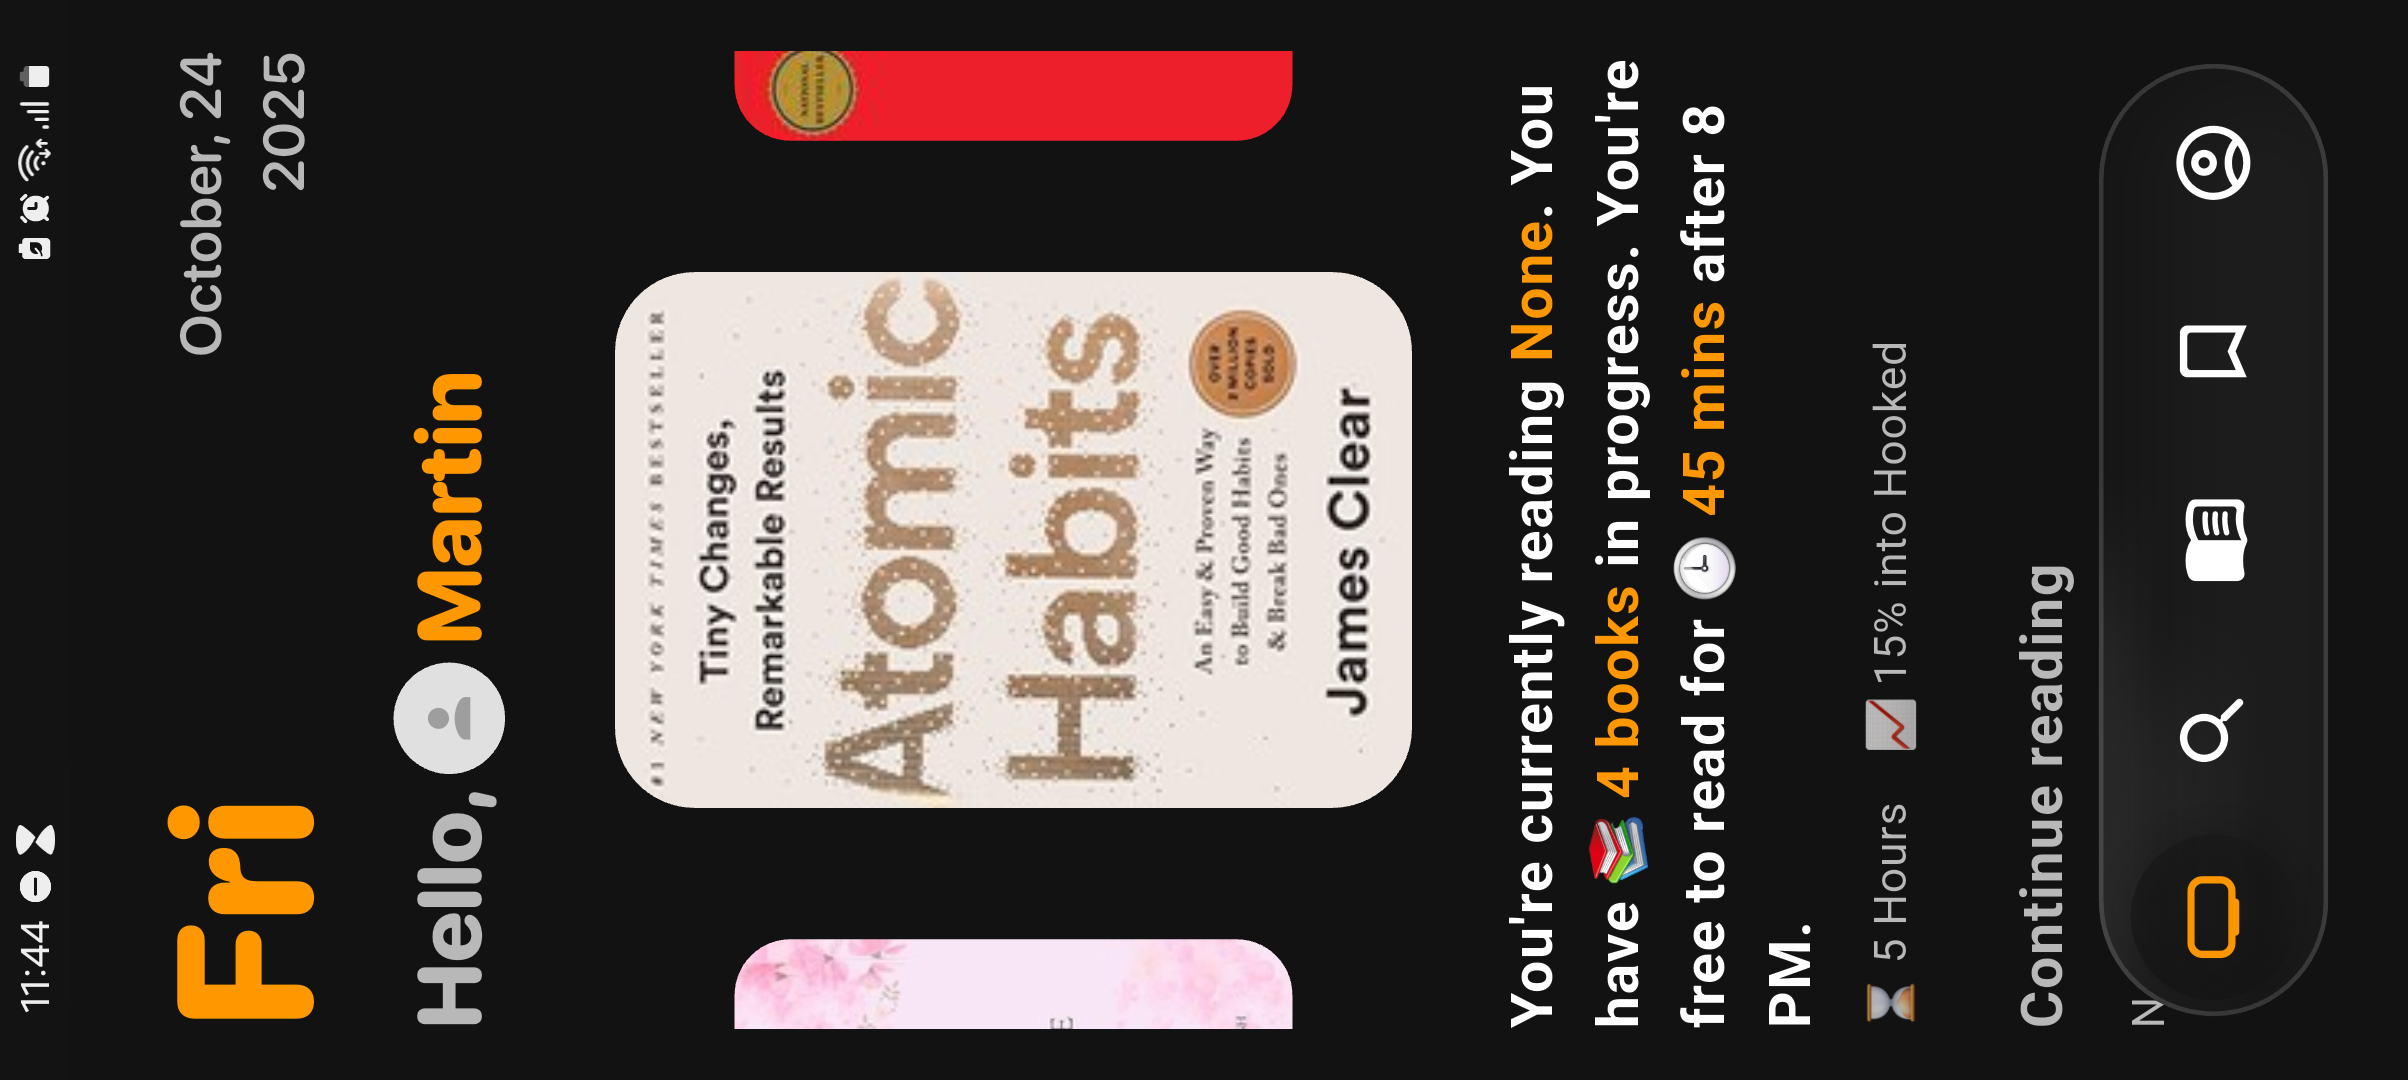 11:44
Fri
October, 24
2025
Hello, Martin
#1 NEW YORK TIMES BESTSELLER
Tiny Changes,
Remarkable Results
Atomic
Habits
An Easy & Proven Way
to Build Good Habits
& Break Bad Ones
OVER
COPIES
SOLD
James Clear
NATIONAL
BESTSELLER
You're currently reading None. You
have 📚 4 books in progress. You're
free to read for 🕒 45 mins after 8
PM.
⏳ 5 Hours 📈 15% into Hooked
Continue reading
N